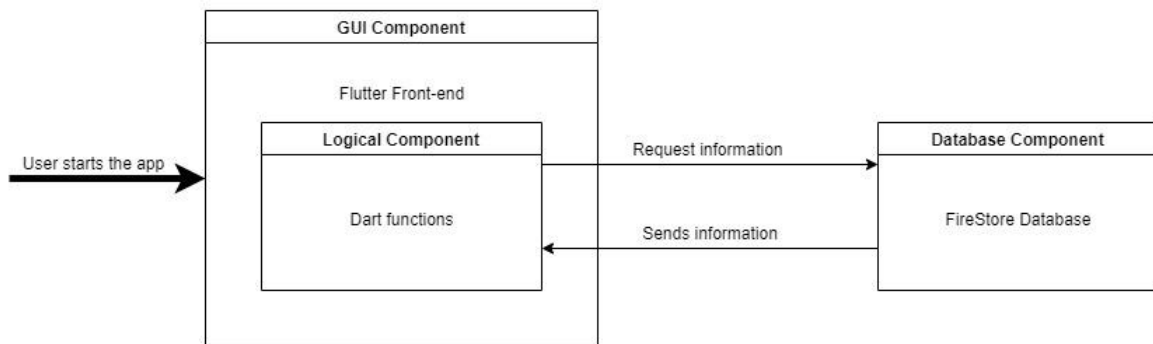 GUI Component
Flutter Front-end
Logical Component
Dart functions
User starts the app
Request information
Sends information
Database Component
FireStore Database